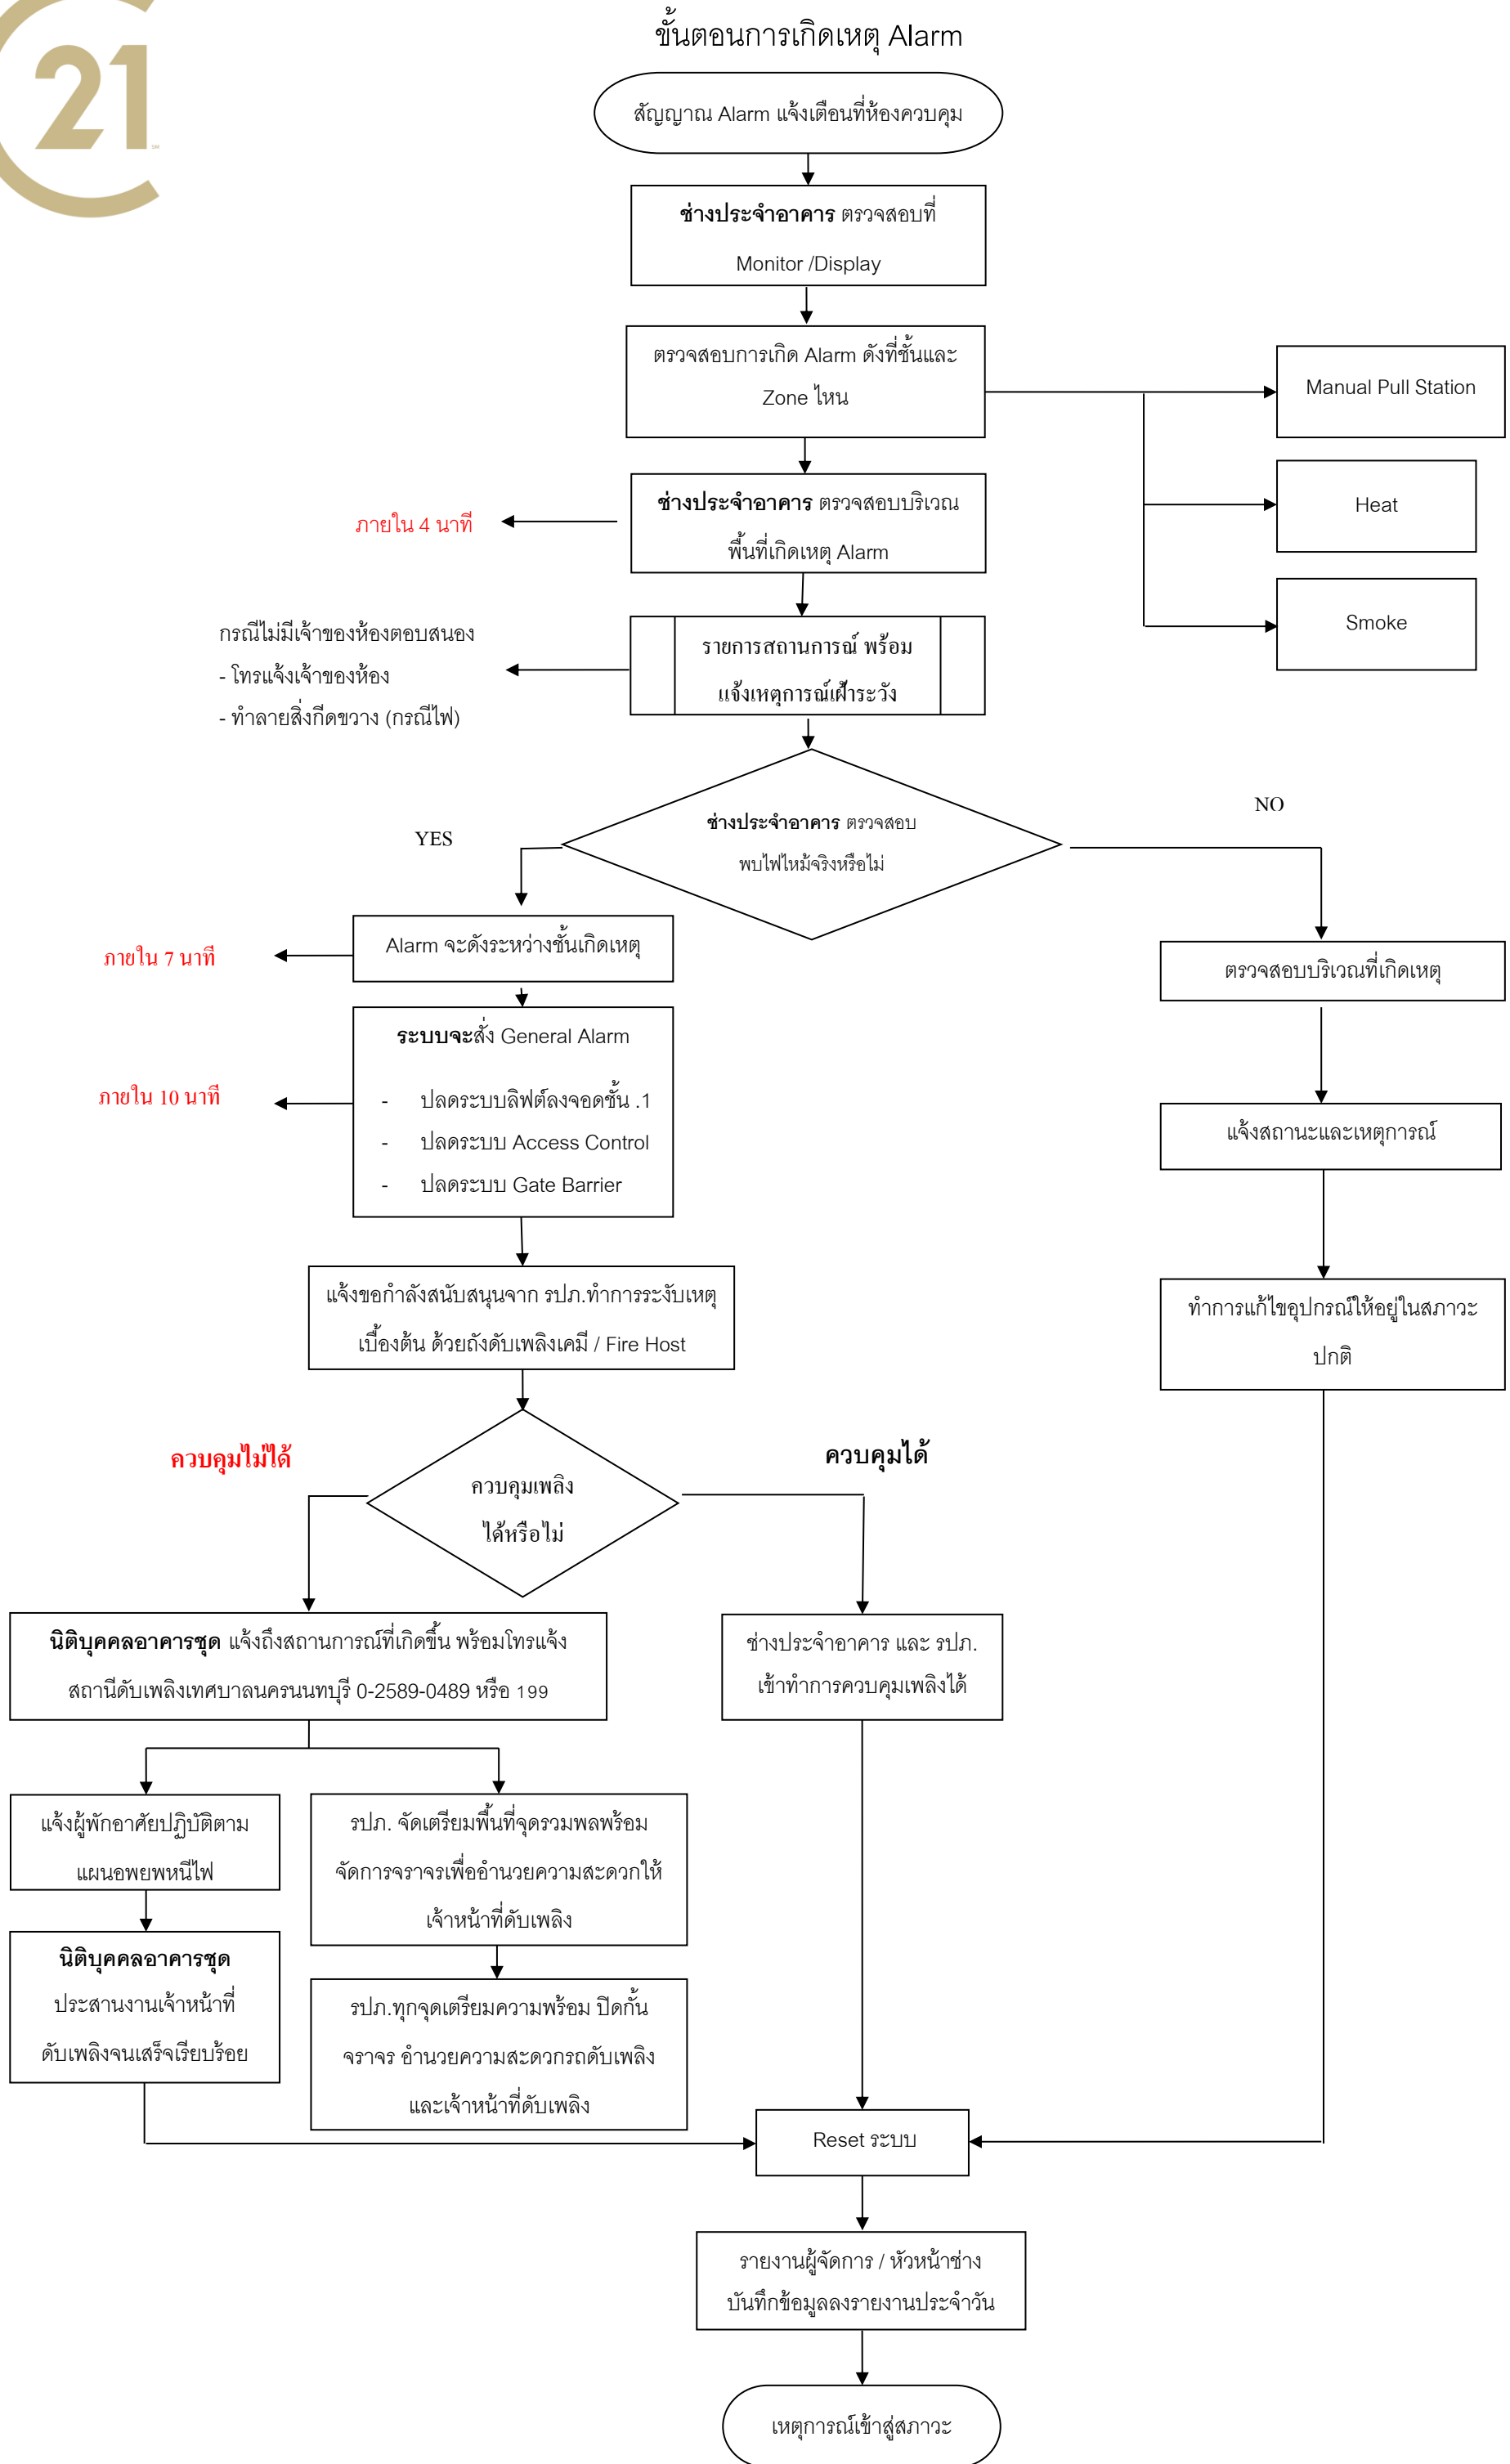 21
SM
ขั้นตอนการเกิดเหตุ Alarm
สัญญาณ Alarm แจ้งเตือนที่ห้องควบคุม
ช่างประจำอาคาร ตรวจสอบที่
Monitor /Display
ตรวจสอบการเกิด Alarm ดังที่ชั้นและ
Zone ไหน
Manual Pull Station
Heat
Smoke
ช่างประจำอาคาร ตรวจสอบบริเวณ
พื้นที่เกิดเหตุ Alarm
ภายใน 4 นาที
รายการสถานการณ์ พร้อม
แจ้งเหตุการณ์เฝ้าระวัง
กรณีไม่มีเจ้าของห้องตอบสนอง
- โทรแจ้งเจ้าของห้อง
- ทำลายสิ่งกีดขวาง (กรณีไฟ)
ช่างประจำอาคาร ตรวจสอบ
พบไฟไหม้จริงหรือไม่
YES
NO
Alarm จะดังระหว่างชั้นเกิดเหตุ
ภายใน 7 นาที
ระบบจะสั่ง General Alarm
- ปลดระบบลิฟต์ลงจอดชั้น .1
- ปลดระบบ Access Control
- ปลดระบบ Gate Barrier
ภายใน 10 นาที
ตรวจสอบบริเวณที่เกิดเหตุ
แจ้งสถานะและเหตุการณ์
ทำการแก้ไขอุปกรณ์ให้อยู่ในสภาวะ
ปกติ
แจ้งขอกำลังสนับสนุนจาก รปภ.ทำการระงับเหตุ
เบื้องต้น ด้วยถังดับเพลิงเคมี / Fire Host
ควบคุมเพลิง
ได้หรือไม่
ควบคุมไม่ได้
ควบคุมได้
นิติบุคคลอาคารชุด แจ้งถึงสถานการณ์ที่เกิดขึ้น พร้อมโทรแจ้ง
สถานีดับเพลิงเทศบาลนครนนทบุรี 0-2589-0489 หรือ 199
ช่างประจำอาคาร และ รปภ.
เข้าทำการควบคุมเพลิงได้
แจ้งผู้พักอาศัยปฏิบัติตาม
แผนอพยพหนีไฟ
รปภ. จัดเตรียมพื้นที่จุดรวมพลพร้อม
จัดการจราจรเพื่ออำนวยความสะดวกให้
เจ้าหน้าที่ดับเพลิง
นิติบุคคลอาคารชุด
ประสานงานเจ้าหน้าที่
ดับเพลิงจนเสร็จเรียบร้อย
รปภ.ทุกจุดเตรียมความพร้อม ปิดกั้น
จราจร อำนวยความสะดวกรถดับเพลิง
และเจ้าหน้าที่ดับเพลิง
Reset ระบบ
รายงานผู้จัดการ / หัวหน้าช่าง
บันทึกข้อมูลลงรายงานประจำวัน
เหตุการณ์เข้าสู่สภาวะ